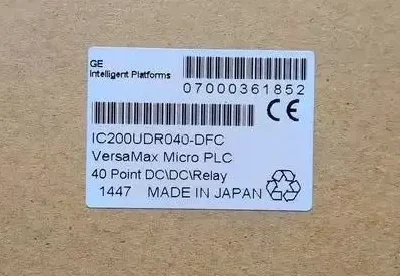 GE
Intelligent Platforms
07000361852
CE
IC200UDR040-DFC
VersaMax Micro PLC
40 Point DC\DC\Relay
1447 MADE IN JAPAN